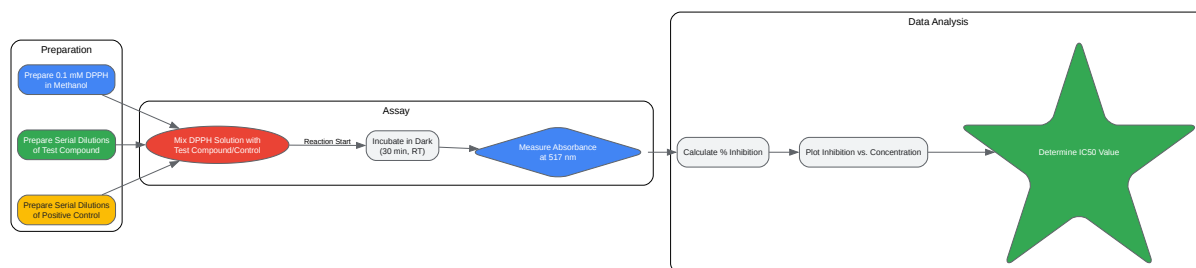 Preparation
Prepare 0.1 mM DPPH
in Methanol
Prepare Serial Dilutions
of Test Compound
Prepare Serial Dilutions
of Positive Control
Assay
Mix DPPH Solution with
Test Compound/Control
Reaction Start
Incubate in Dark
(30 min, RT)
Measure Absorbance
at 517 nm
Data Analysis
Calculate % Inhibition
Plot Inhibition vs. Concentration
Determine IC50 Value